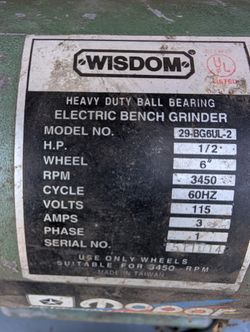 WISDOM
UL
LISTED
HEAVY DUTY BALL BEARING
ELECTRIC BENCH GRINDER
MODEL NO. 29-BG6UL-2
H.P. 1/2
WHEEL 6"
RPM 3450
CYCLE 60HZ
VOLTS 115
AMPS 3
PHASE 1
SERIAL NO.
USE ONLY WHEELS
SUITABLE FOR 3450 RPM
MADE IN TAIWAN